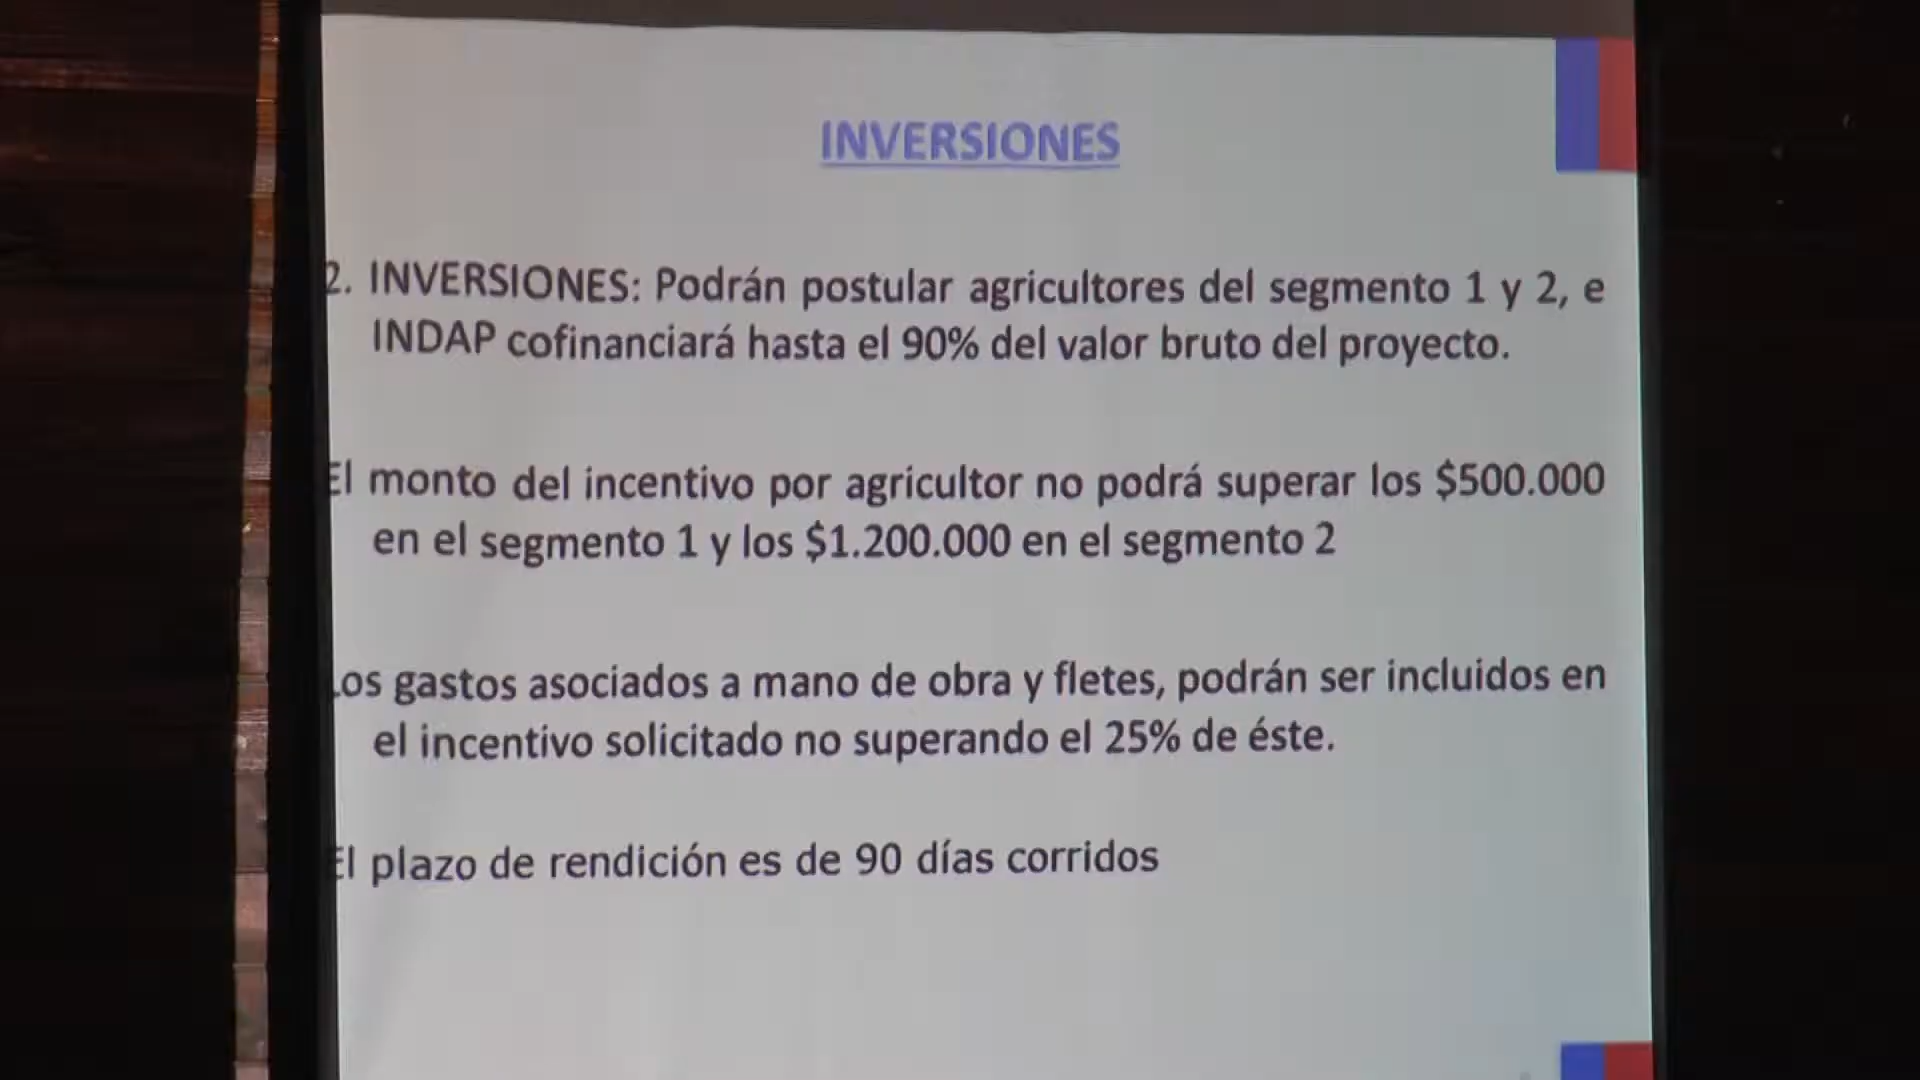 INVERSIONES
2. INVERSIONES: Podrán postular agricultores del segmento 1 y 2, e
INDAP cofinanciará hasta el 90% del valor bruto del proyecto.
El monto del incentivo por agricultor no podrá superar los $500.000
en el segmento 1 y los $1.200.000 en el segmento 2
Los gastos asociados a mano de obra y fletes, podrán ser incluidos en
el incentivo solicitado no superando el 25% de éste.
El plazo de rendición es de 90 días corridos